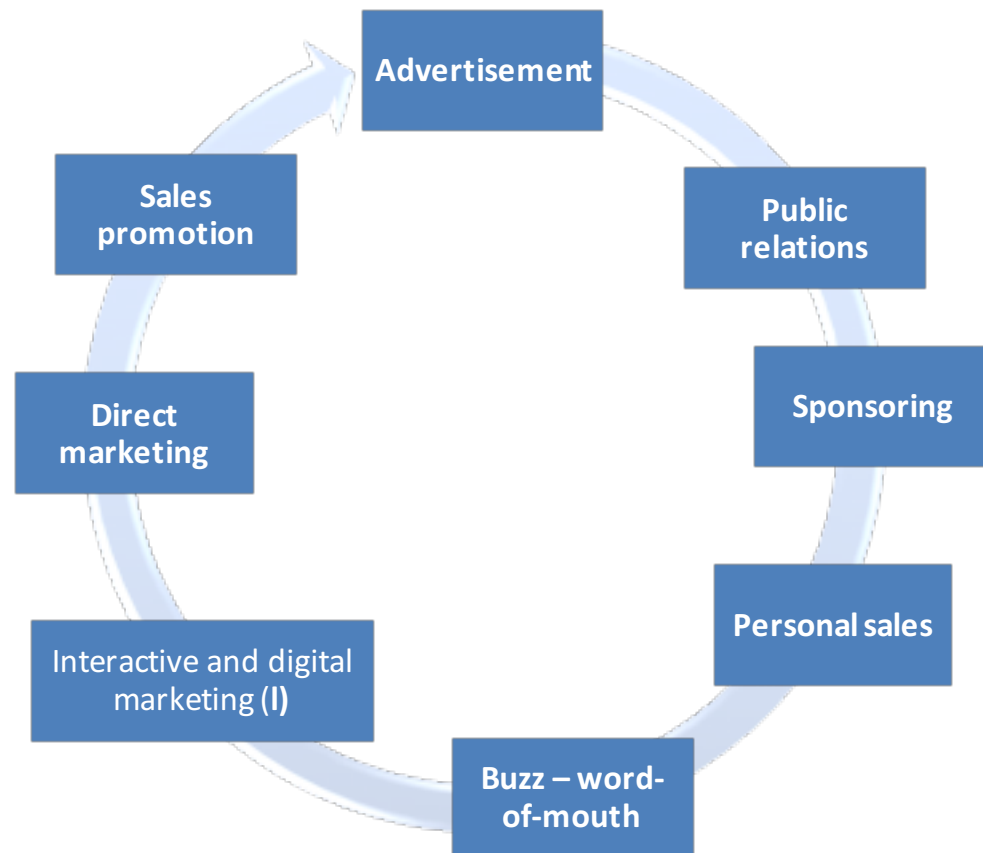 Advertisement
Public
relations
Sponsoring
Personal sales
Buzz – word-
of-mouth
Interactive and digital
marketing (I)
Direct
marketing
Sales
promotion